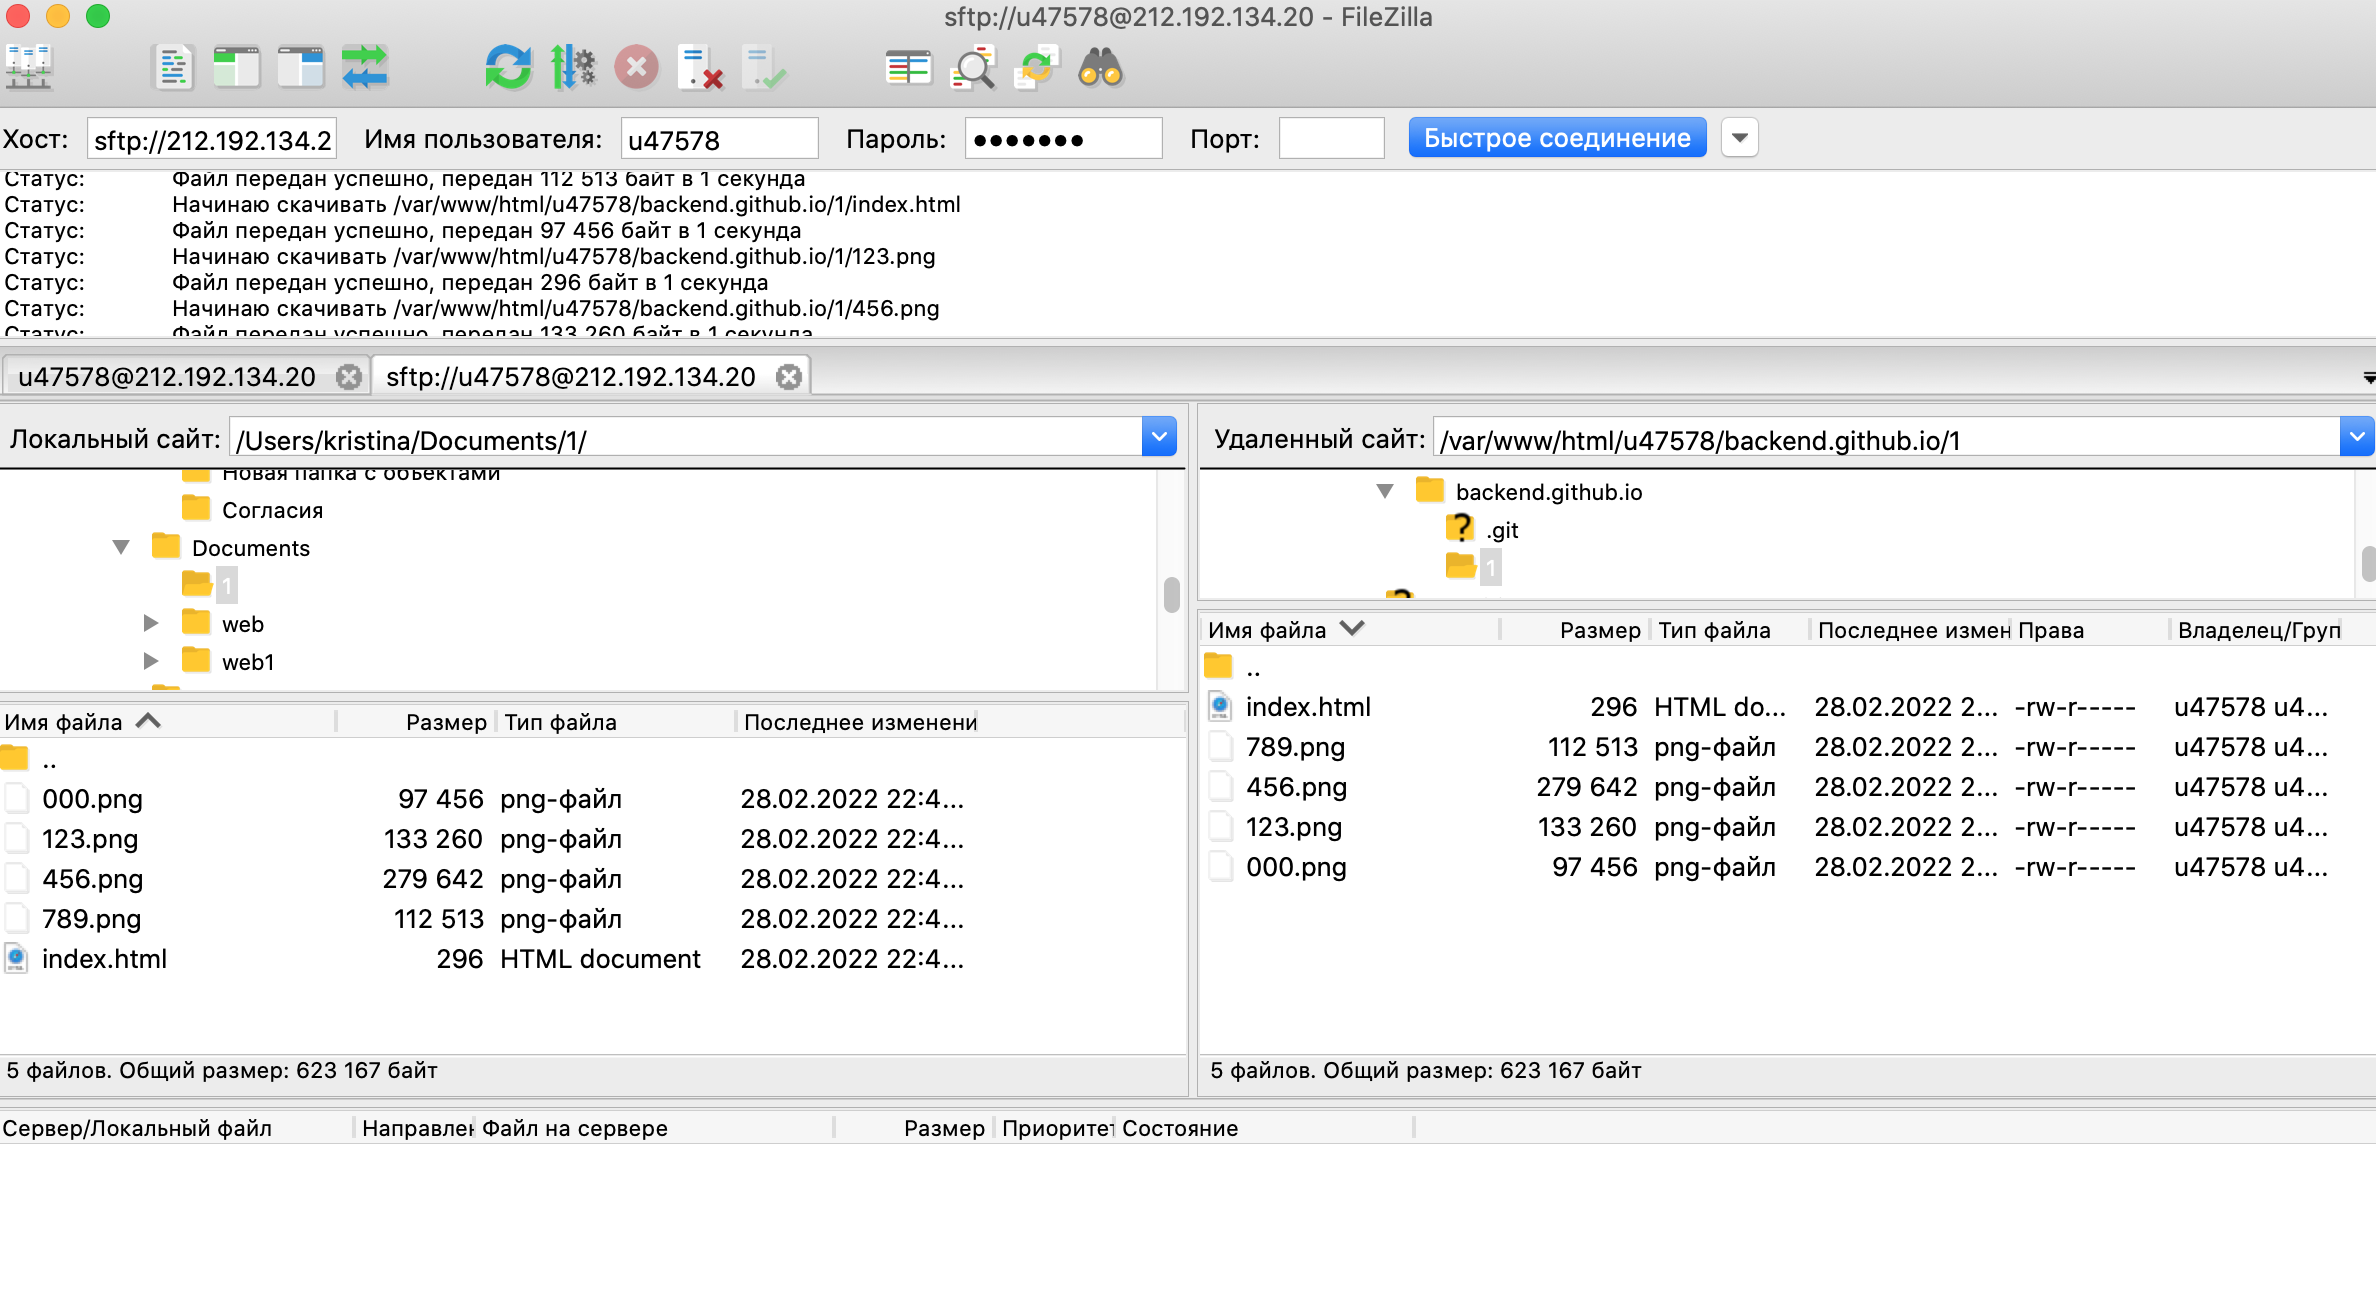 sftp://u47578@212.192.134.20 - FileZilla
Хост: sftp://212.192.134.2 Имя пользователя: u47578 Пароль: ●●●●●●● Порт: Быстрое соединение
Статус: Файл передан успешно, передан 112 513 байт в 1 секунда
Статус: Начинаю скачивать /var/www/html/u47578/backend.github.io/1/index.html
Статус: Файл передан успешно, передан 97 456 байт в 1 секунда
Статус: Начинаю скачивать /var/www/html/u47578/backend.github.io/1/123.png
Статус: Файл передан успешно, передан 296 байт в 1 секунда
Статус: Начинаю скачивать /var/www/html/u47578/backend.github.io/1/456.png
Статус: Файл передан успешно, передан 133 260 байт в 1 секунда
u47578@212.192.134.20 sftp://u47578@212.192.134.20
Локальный сайт: /Users/kristina/Documents/1/
Новая папка с объектами
Согласия
Documents
1
web
web1
Имя файла Размер Тип файла Последнее изменени
..
000.png 97 456 png-файл 28.02.2022 22:4...
123.png 133 260 png-файл 28.02.2022 22:4...
456.png 279 642 png-файл 28.02.2022 22:4...
789.png 112 513 png-файл 28.02.2022 22:4...
index.html 296 HTML document 28.02.2022 22:4...
5 файлов. Общий размер: 623 167 байт
Удаленный сайт: /var/www/html/u47578/backend.github.io/1
backend.github.io
.git
1
Имя файла Размер Тип файла Последнее измен Права Владелец/Груп
..
index.html 296 HTML do... 28.02.2022 2... -rw-r----- u47578 u4...
789.png 112 513 png-файл 28.02.2022 2... -rw-r----- u47578 u4...
456.png 279 642 png-файл 28.02.2022 2... -rw-r----- u47578 u4...
123.png 133 260 png-файл 28.02.2022 2... -rw-r----- u47578 u4...
000.png 97 456 png-файл 28.02.2022 2... -rw-r----- u47578 u4...
5 файлов. Общий размер: 623 167 байт
Сервер/Локальный файл Направлен Файл на сервере Размер Приоритет Состояние